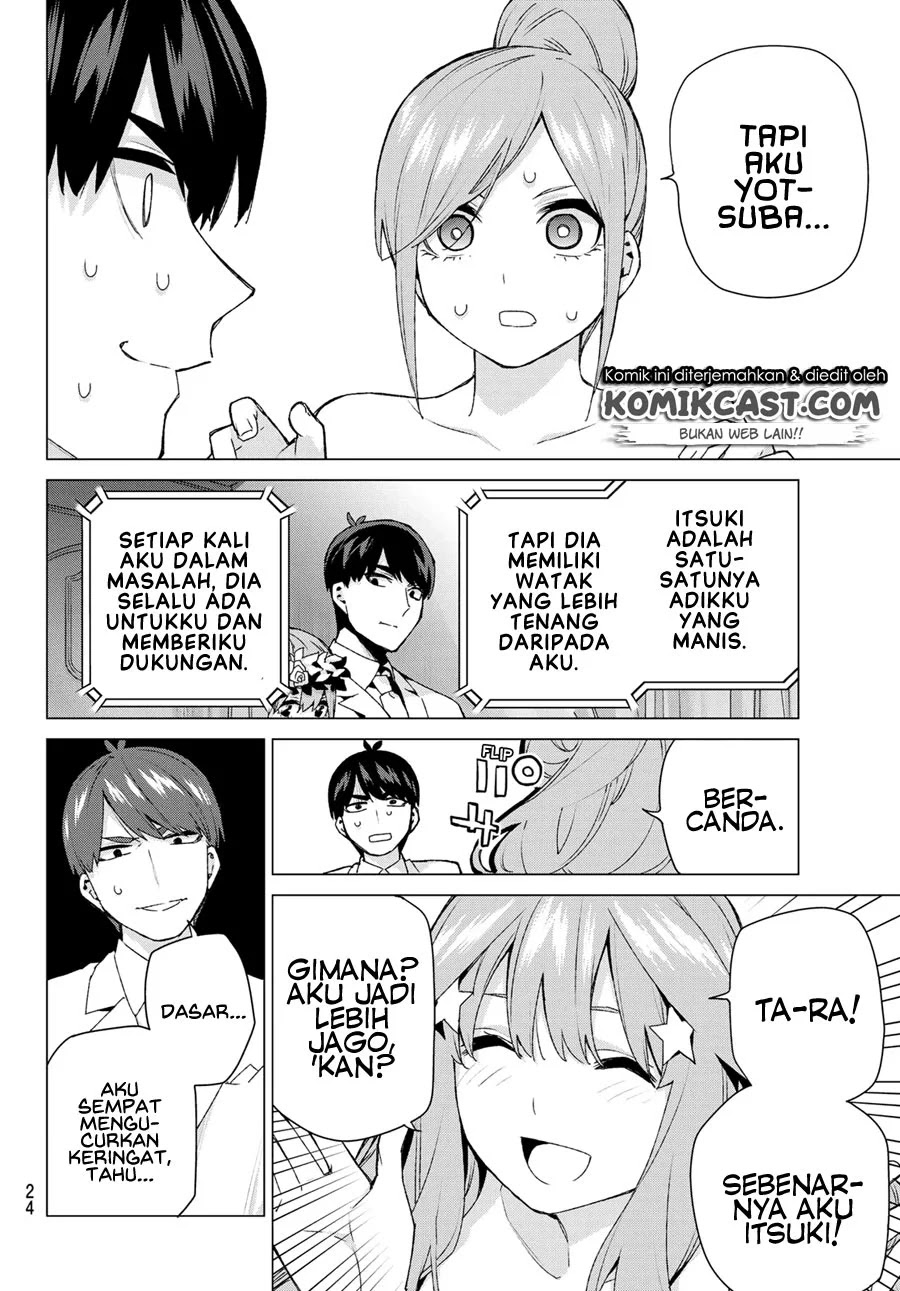 TAPI
AKU
YOT-
SUBA...
Komik ini diterjemahkan & diedit oleh
KOMIKCAST.COM
BUKAN WEB LAIN!!
ITSUKI
ADALAH
SATU-
SATUNYA
ADIKKU
YANG
MANIS.
TAPI DIA
MEMILIKI
WATAK
YANG LEBIH
TENANG
DARIPADA
AKU.
SETIAP KALI
AKU DALAM
MASALAH, DIA
SELALU ADA
UNTUKKU DAN
MEMBERIKU
DUKUNGAN.
BER-
CANDA.
FLIP
TA-RA!
SEBENAR-
NYA AKU
ITSUKI!
GIMANA?
AKU JADI
LEBIH
JAGO,
'KAN?
DASAR...
AKU
SEMPAT
MENGU-
CURKAN
KERINGAT,
TAHU...
24